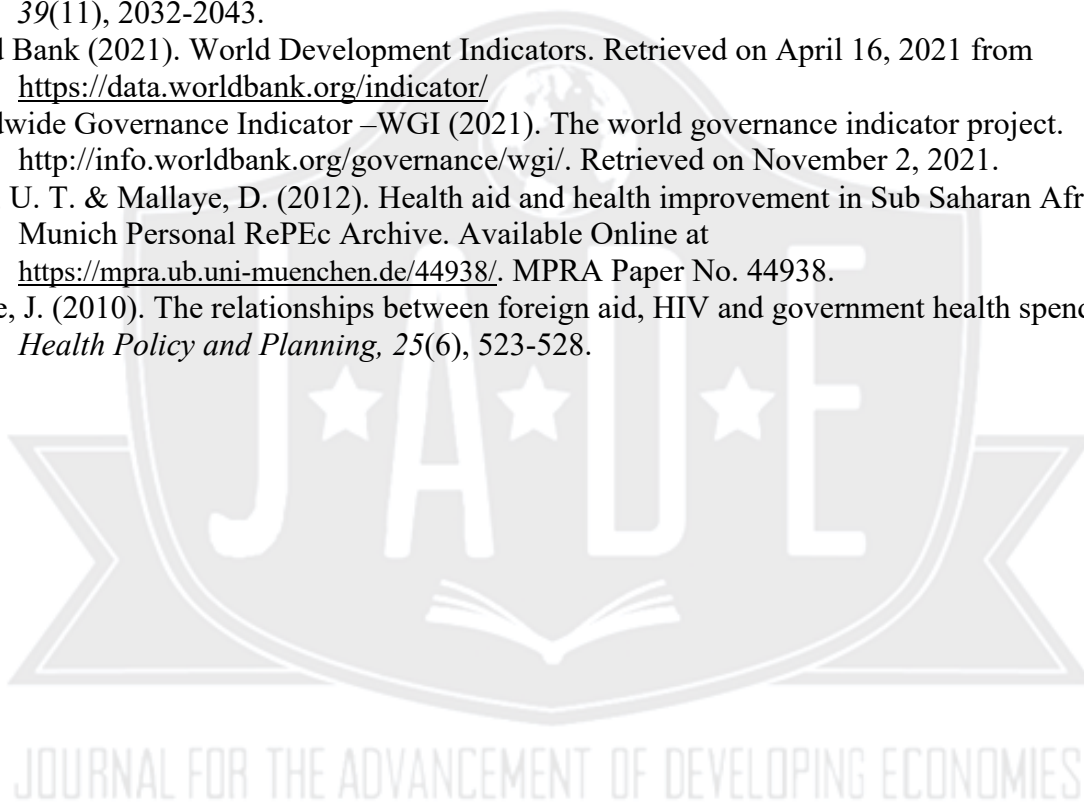 39(11), 2032-2043.
d Bank (2021). World Development Indicators. Retrieved on April 16, 2021 from
https://data.worldbank.org/indicator/
dwide Governance Indicator –WGI (2021). The world governance indicator project.
http://info.worldbank.org/governance/wgi/. Retrieved on November 2, 2021.
U. T. & Mallaye, D. (2012). Health aid and health improvement in Sub Saharan Afr
Munich Personal RePEc Archive. Available Online at
https://mpra.ub.uni-muenchen.de/44938/. MPRA Paper No. 44938.
e, J. (2010). The relationships between foreign aid, HIV and government health spend
Health Policy and Planning, 25(6), 523-528.
J A D E
JOURNAL FOR THE ADVANCEMENT OF DEVELOPING ECONOMIES